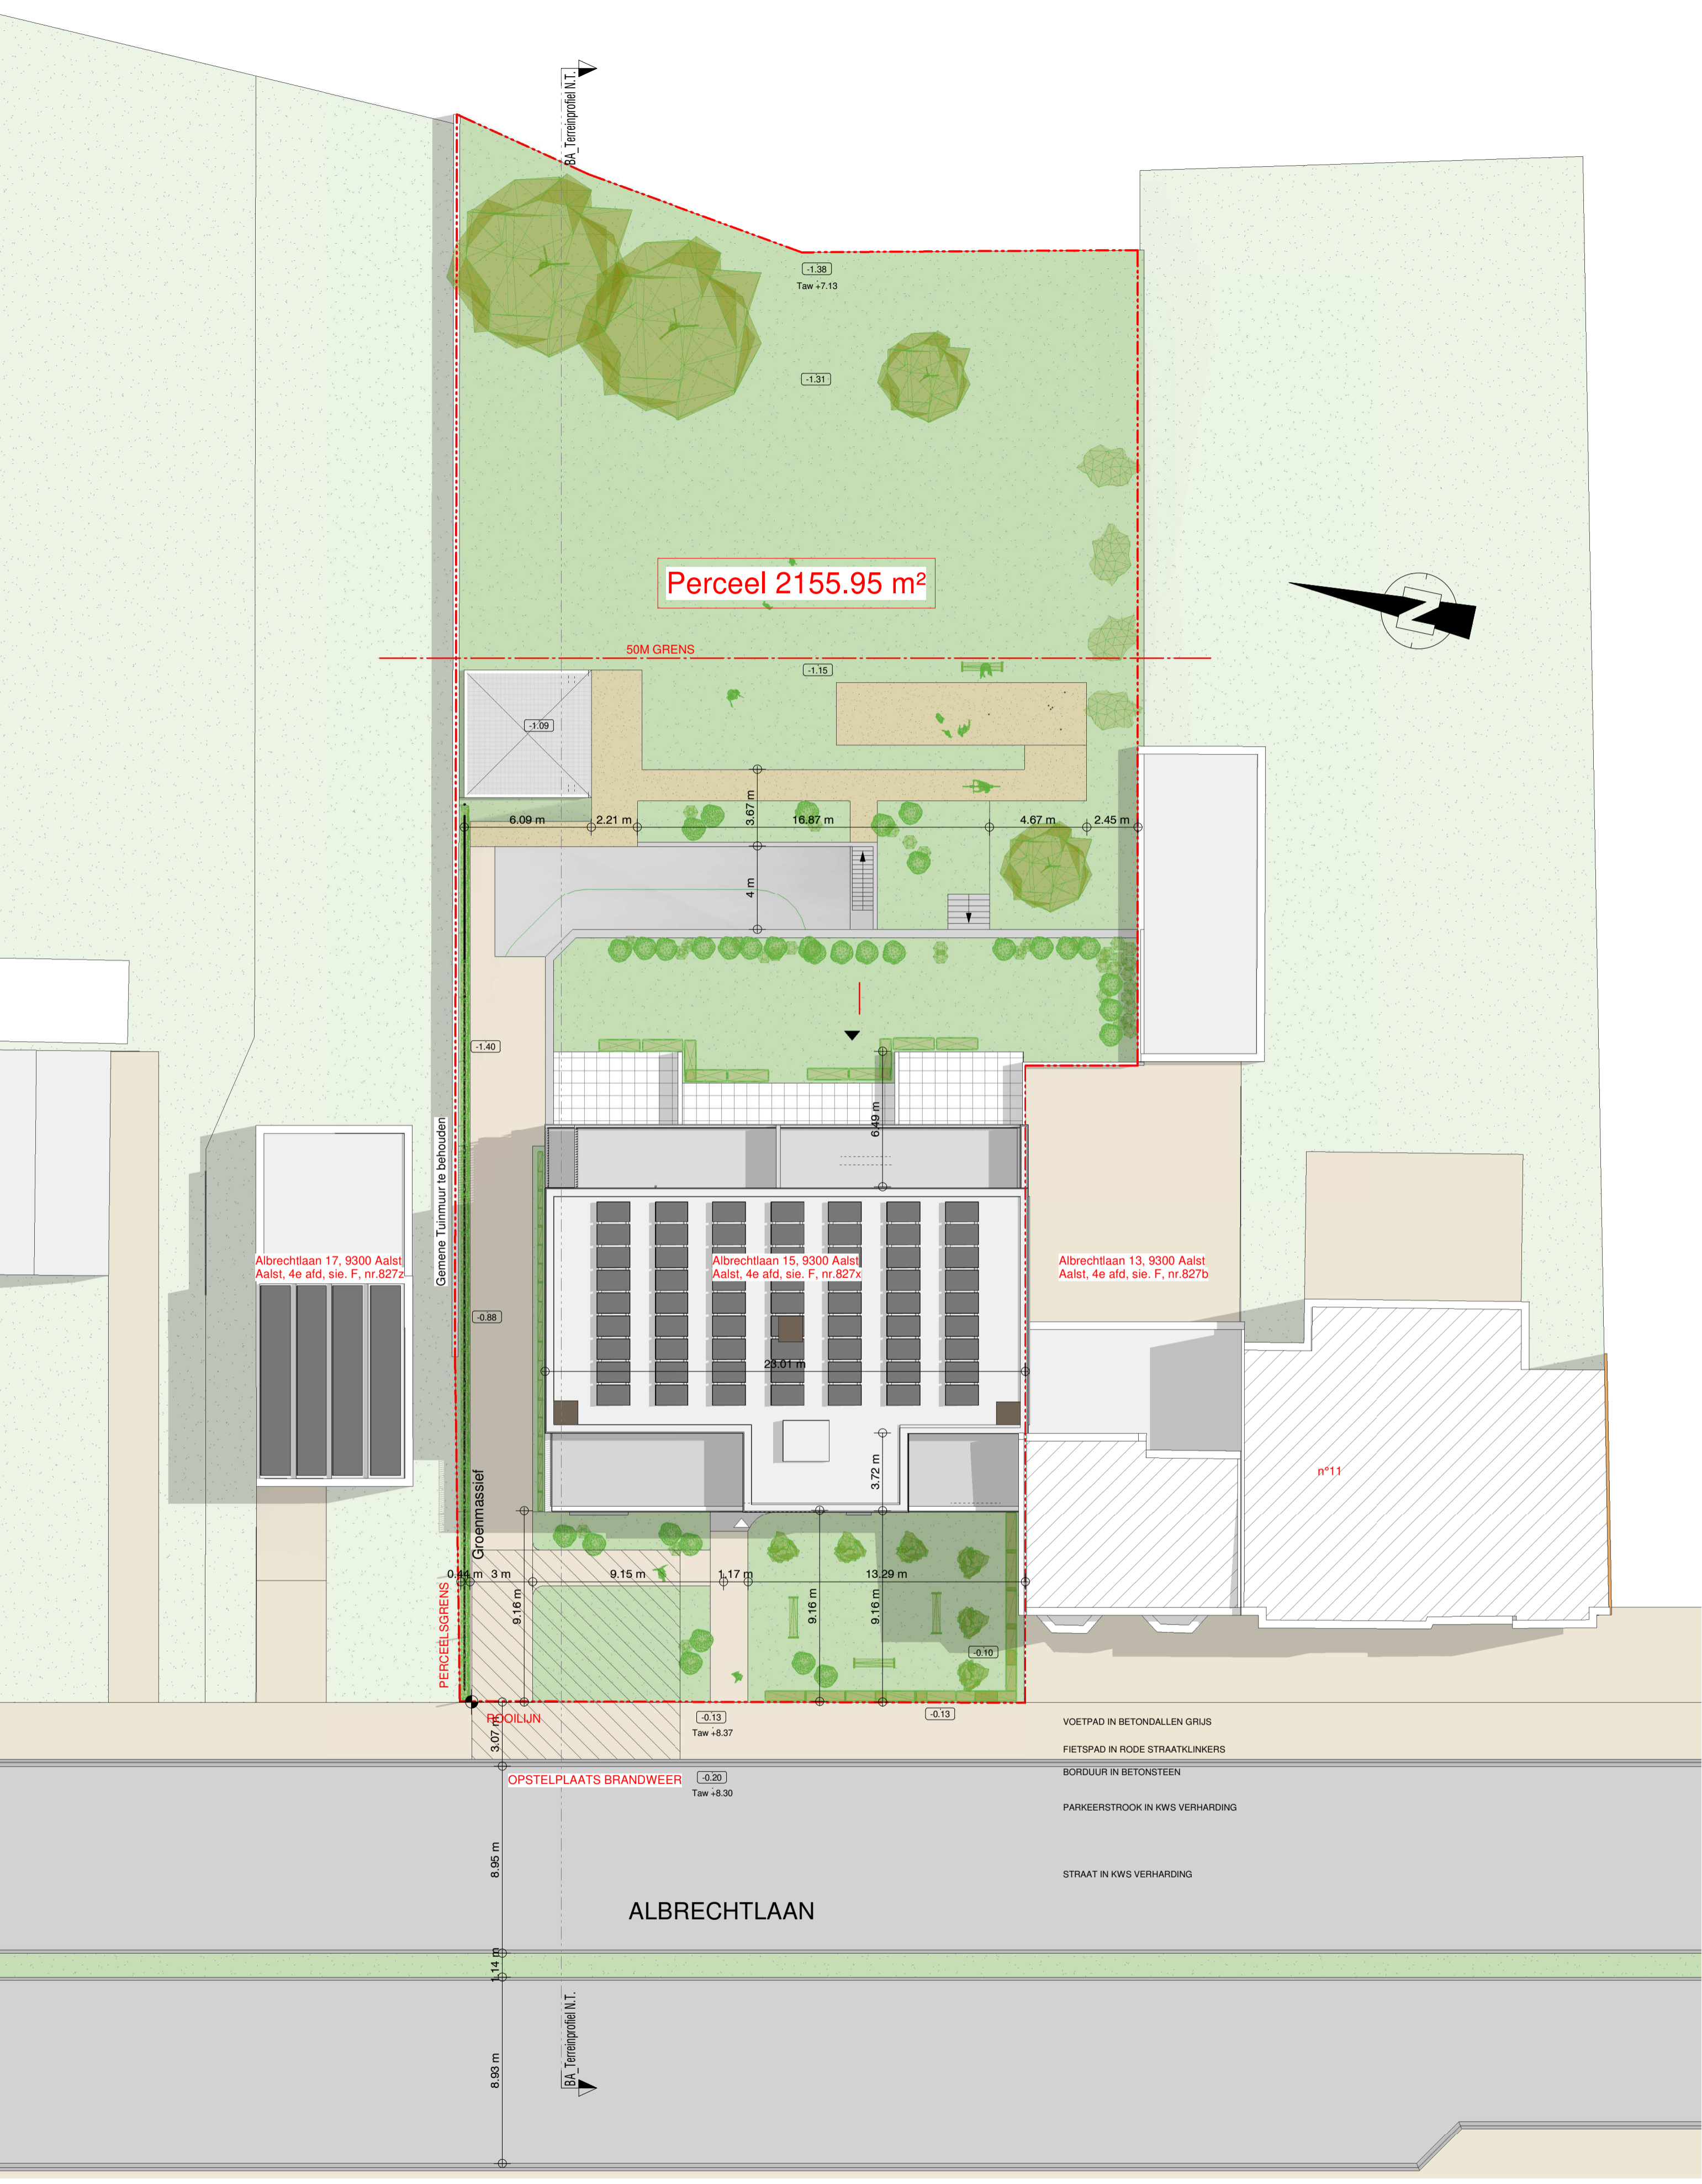 BA_Terreinprofiel N.T.
-1.38
Taw +7.13
-1.31
Perceel 2155.95 m²
50M GRENS
-1.15
-1.09
3.67 m
6.09 m
2.21 m
16.87 m
4.67 m
2.45 m
4 m
-1.40
6.49 m
Gemene Tuinmuur te behouden
Albrechtlaan 17, 9300 Aalst
Aalst, 4e afd, sie. F, nr.827z
Albrechtlaan 15, 9300 Aalst
Aalst, 4e afd, sie. F, nr.827x
Albrechtlaan 13, 9300 Aalst
Aalst, 4e afd, sie. F, nr.827b
-0.88
23.01 m
3.72 m
n°11
Groenmassief
0.44 m
3 m
9.15 m
1.17 m
13.29 m
9.16 m
9.16 m
9.16 m
PERCEELSGRENS
-0.10
ROOILIJN
3.07 m
-0.13
Taw +8.37
-0.13
VOETPAD IN BETONDALLEN GRIJS
FIETSPAD IN RODE STRAATKLINKERS
BORDUUR IN BETONSTEEN
OPSTELPLAATS BRANDWEER
-0.20
Taw +8.30
PARKEERSTROOK IN KWS VERHARDING
8.95 m
STRAAT IN KWS VERHARDING
ALBRECHTLAAN
1.14 m
BA_Terreinprofiel N.T.
8.93 m